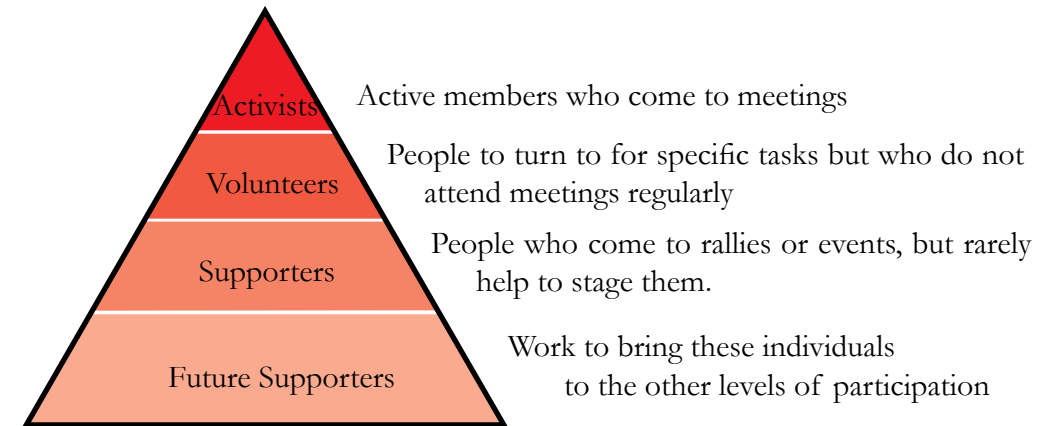 Activists
Active members who come to meetings
Volunteers
People to turn to for specific tasks but who do not
attend meetings regularly
Supporters
People who come to rallies or events, but rarely
help to stage them.
Future Supporters
Work to bring these individuals
to the other levels of participation